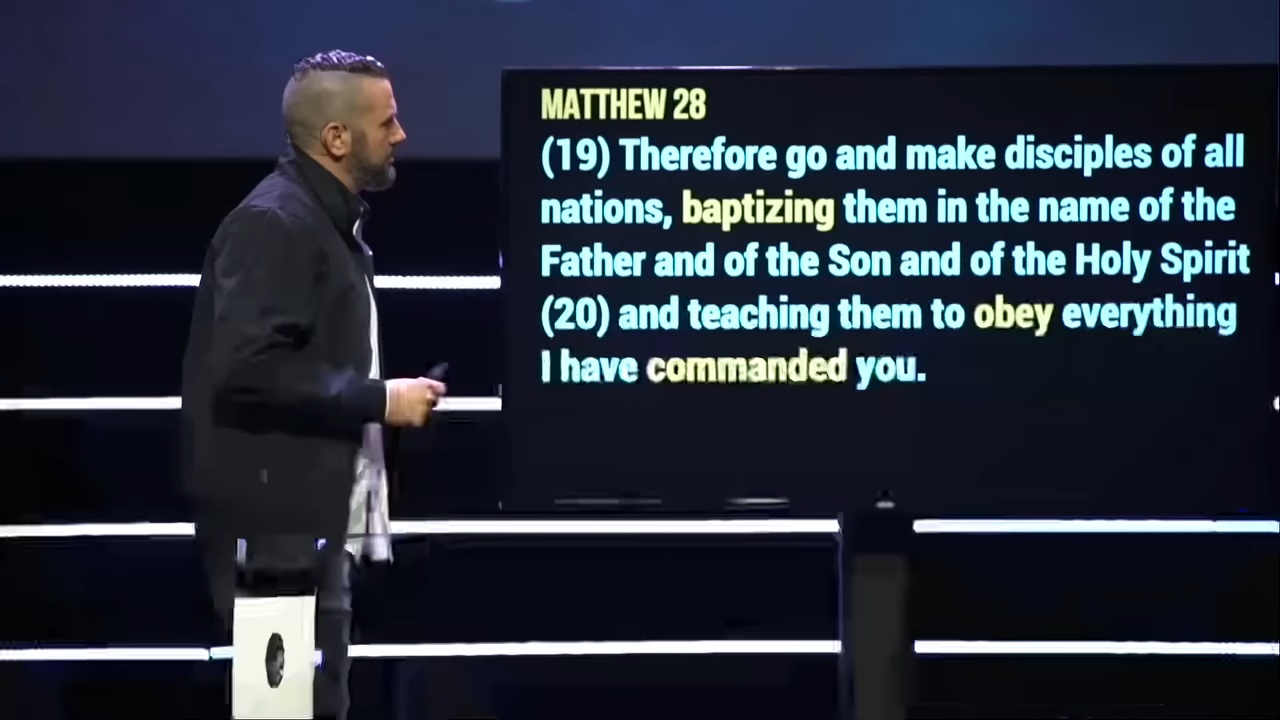 MATTHEW 28
(19) Therefore go and make disciples of all
nations, baptizing them in the name of the
Father and of the Son and of the Holy Spirit
(20) and teaching them to obey everything
I have commanded you.